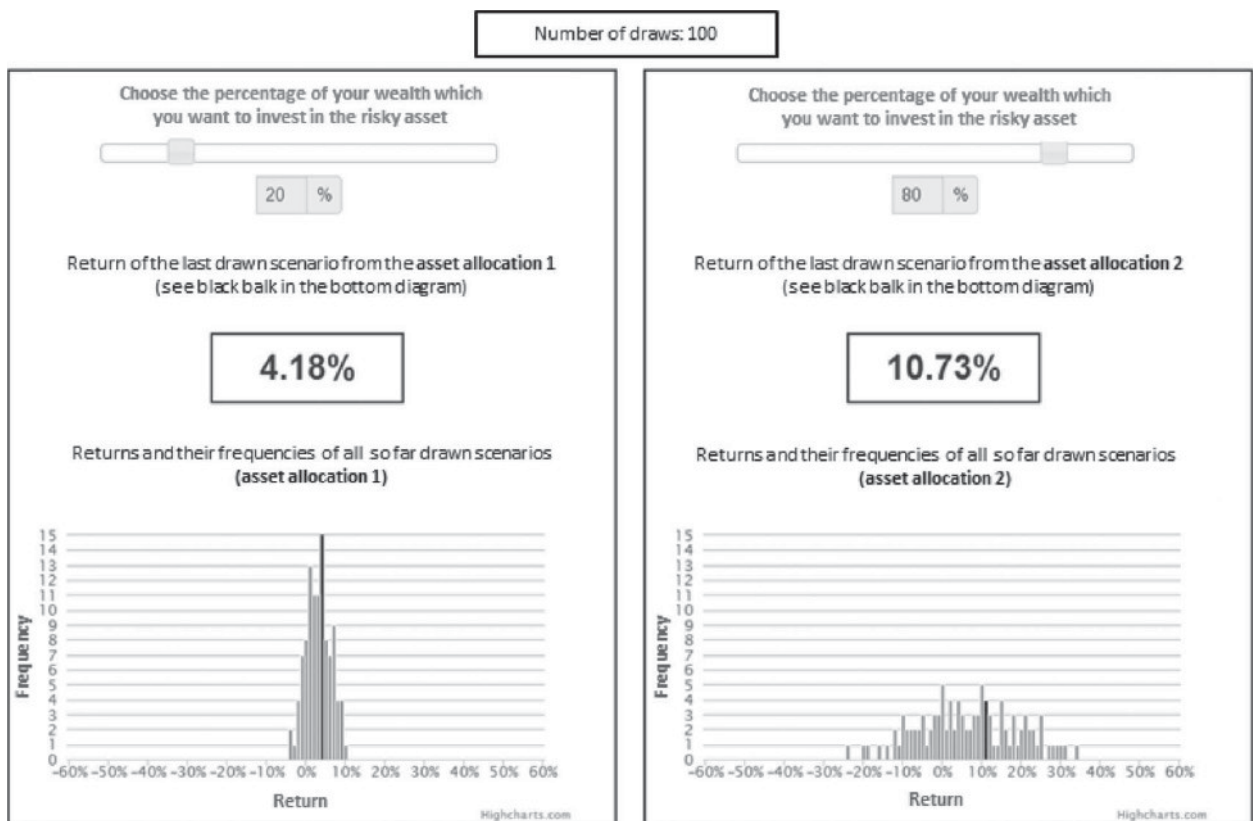 Number of draws: 100
Choose the percentage of your wealth which
you want to invest in the risky asset
20 %
Return of the last drawn scenario from the asset allocation 1
(see black balk in the bottom diagram)
4.18%
Returns and their frequencies of all so far drawn scenarios
(asset allocation 1)
15
14
13
12
11
10
9
8
7
6
5
4
3
2
1
0
Frequency
-60% -50% -40% -30% -20% -10% 0% 10% 20% 30% 40% 50% 60%
Return
Highcharts.com
Choose the percentage of your wealth which
you want to invest in the risky asset
80 %
Return of the last drawn scenario from the asset allocation 2
(see black balk in the bottom diagram)
10.73%
Returns and their frequencies of all so far drawn scenarios
(asset allocation 2)
15
14
13
12
11
10
9
8
7
6
5
4
3
2
1
0
Frequency
-60% -50% -40% -30% -20% -10% 0% 10% 20% 30% 40% 50% 60%
Return
Highcharts.com